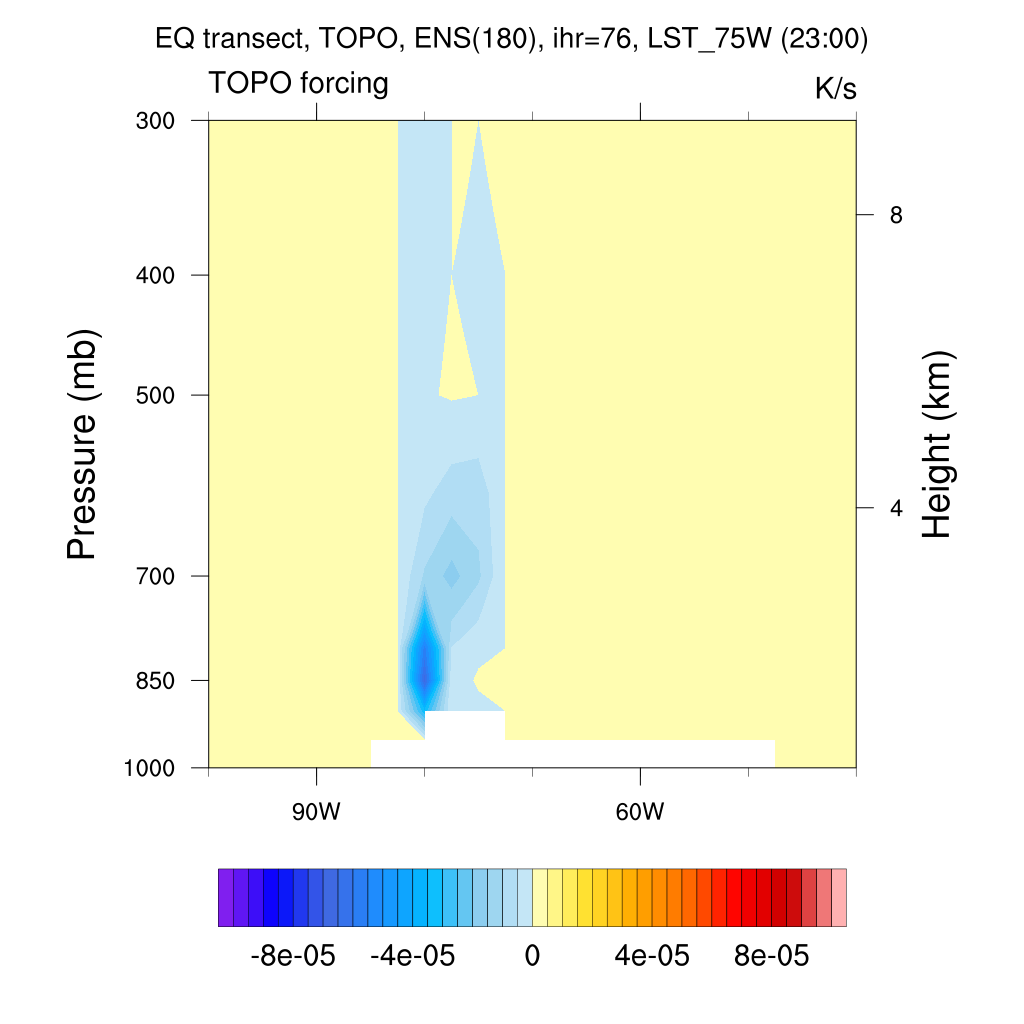 EQ transect, TOPO, ENS(180), ihr=76, LST_75W (23:00)
TOPO forcing
K/s
300
400
500
700
850
1000
Pressure (mb)
8
4
Height (km)
90W
60W
-8e-05
-4e-05
0
4e-05
8e-05